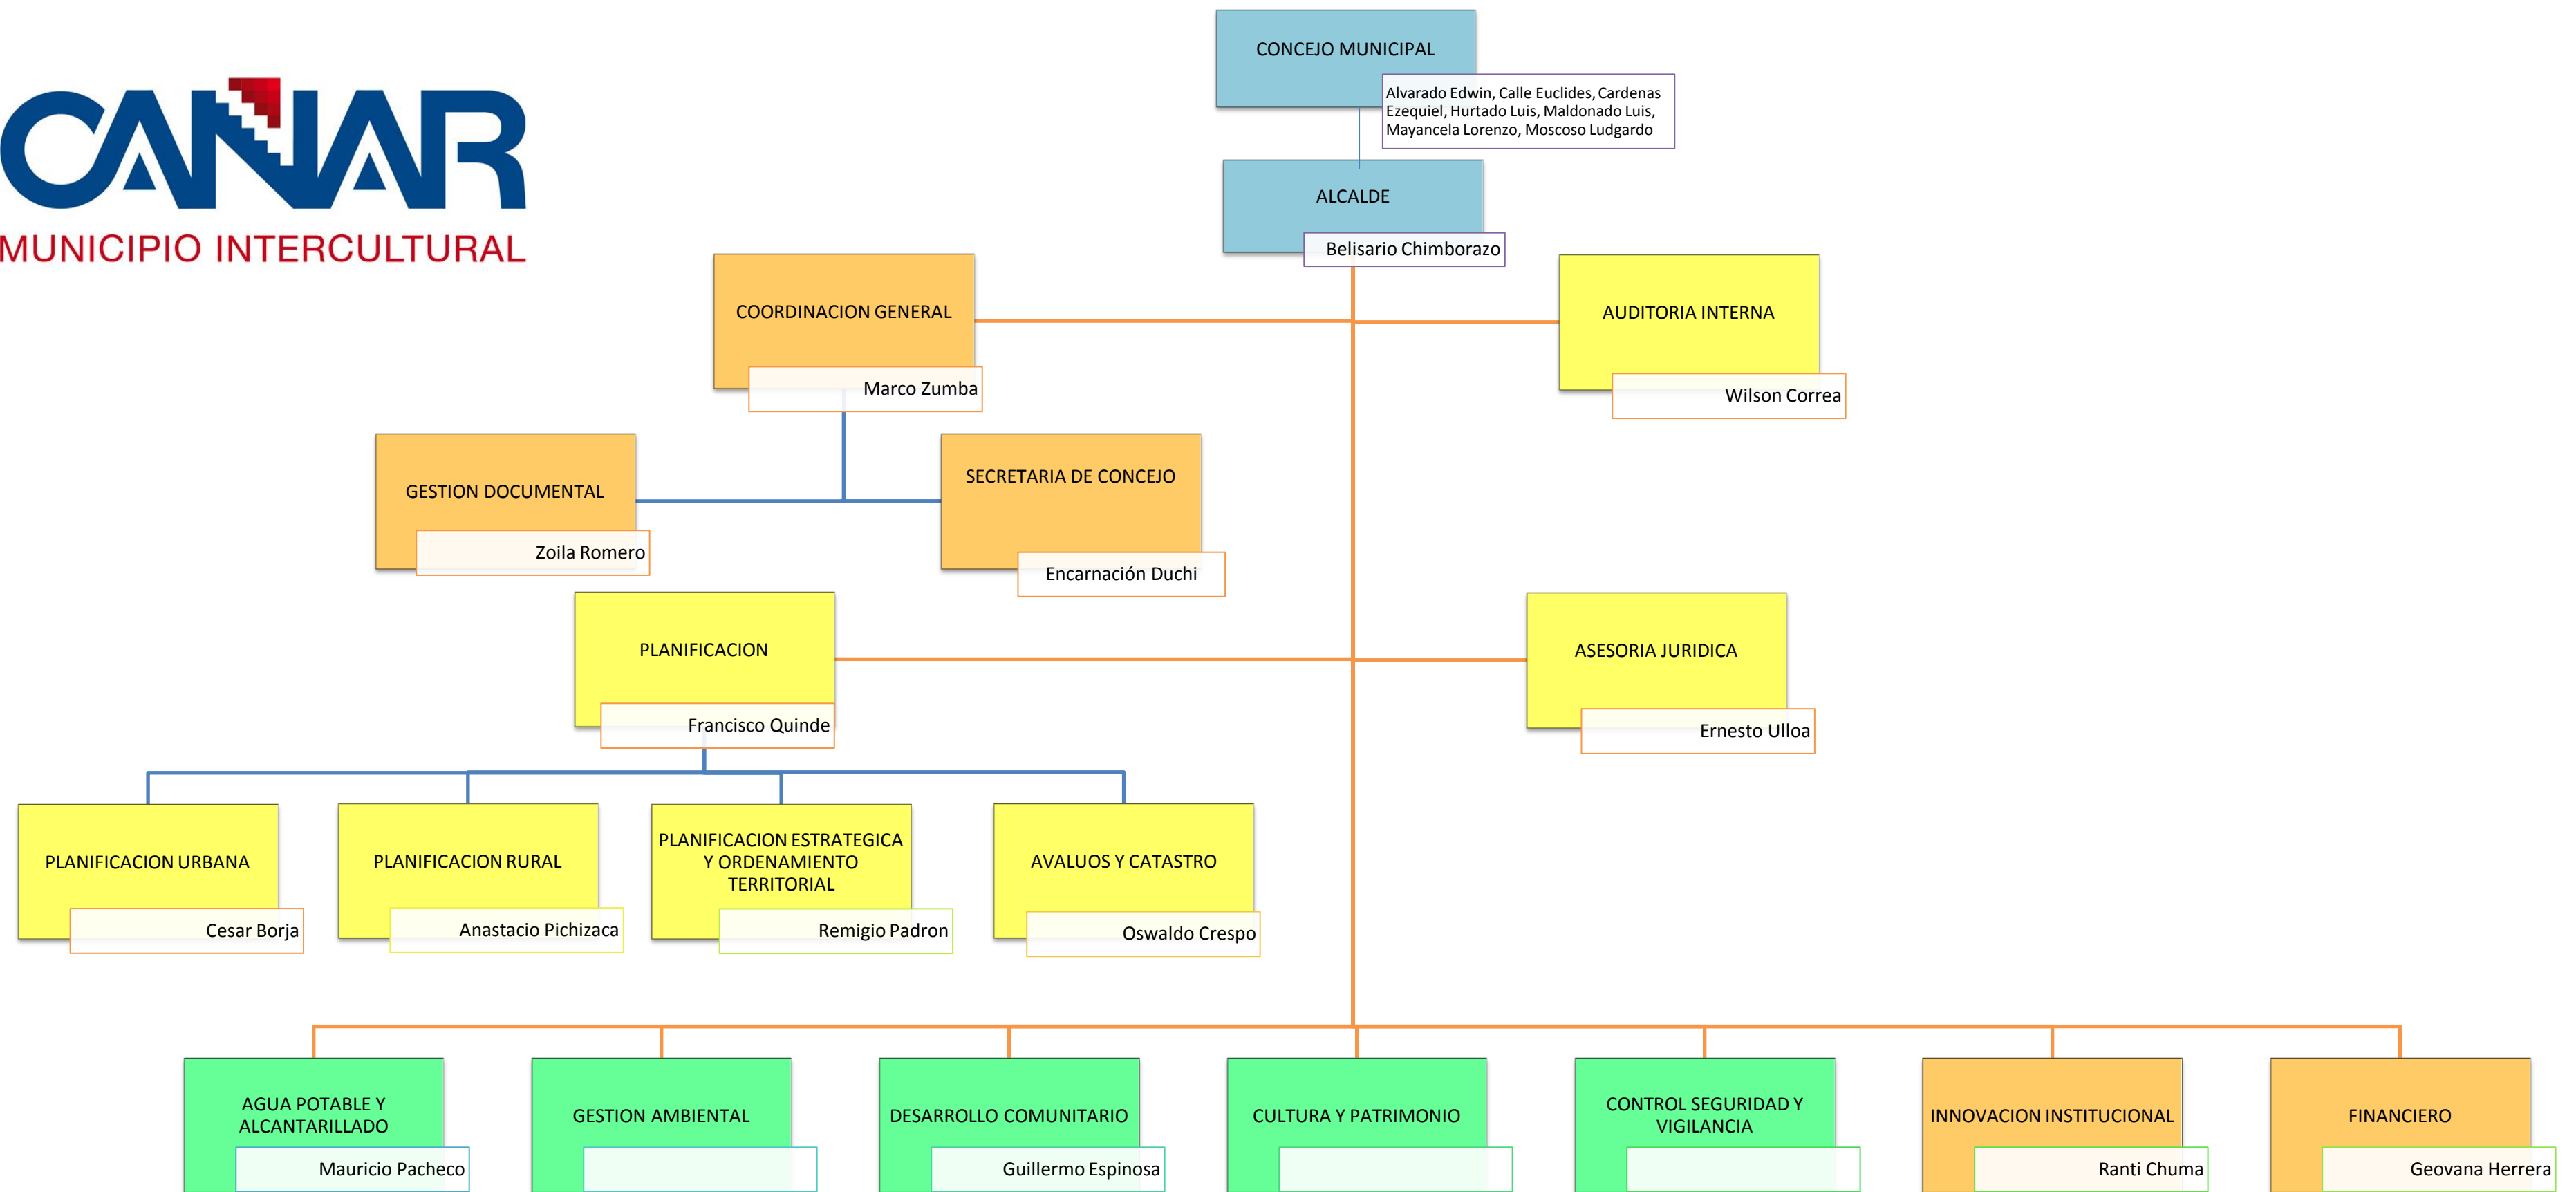 CAÑAR
MUNICIPIO INTERCULTURAL
CONCEJO MUNICIPAL
Alvarado Edwin, Calle Euclides, Cardenas
Ezequiel, Hurtado Luis, Maldonado Luis,
Mayancela Lorenzo, Moscoso Ludgardo
ALCALDE
Belisario Chimborazo
COORDINACION GENERAL
Marco Zumba
AUDITORIA INTERNA
Wilson Correa
GESTION DOCUMENTAL
Zoila Romero
SECRETARIA DE CONCEJO
Encarnación Duchi
PLANIFICACION
Francisco Quinde
ASESORIA JURIDICA
Ernesto Ulloa
PLANIFICACION URBANA
Cesar Borja
PLANIFICACION RURAL
Anastacio Pichizaca
PLANIFICACION ESTRATEGICA
Y ORDENAMIENTO
TERRITORIAL
Remigio Padron
AVALUOS Y CATASTRO
Oswaldo Crespo
AGUA POTABLE Y
ALCANTARILLADO
Mauricio Pacheco
GESTION AMBIENTAL
DESARROLLO COMUNITARIO
Guillermo Espinosa
CULTURA Y PATRIMONIO
CONTROL SEGURIDAD Y
VIGILANCIA
INNOVACION INSTITUCIONAL
Ranti Chuma
FINANCIERO
Geovana Herrera